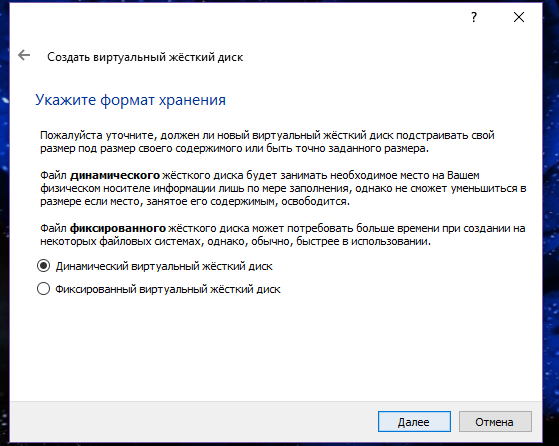 ?
Создать виртуальный жёсткий диск
Укажите формат хранения
Пожалуйста уточните, должен ли новый виртуальный жёсткий диск подстраивать свой
размер под размер своего содержимого или быть точно заданного размера.
Файл динамического жёсткого диска будет занимать необходимое место на Вашем
физическом носителе информации лишь по мере заполнения, однако не сможет уменьшиться в
размере если место, занятое его содержимым, освободится.
Файл фиксированного жёсткого диска может потребовать больше времени при создании на
некоторых файловых системах, однако, обычно, быстрее в использовании.
Динамический виртуальный жёсткий диск
Фиксированный виртуальный жёсткий диск
Далее
Отмена